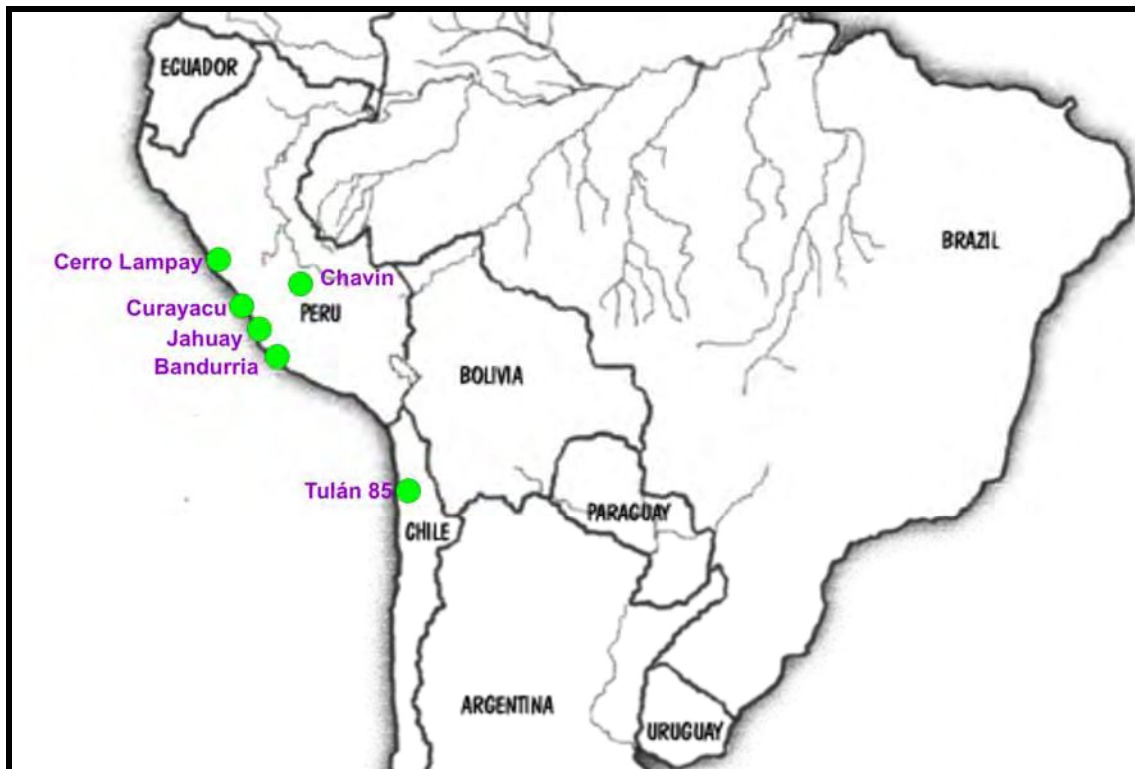 ECUADOR
BRAZIL
Cerro Lampay
Chavin
Curayacu
PERU
Jahuay
Bandurria
BOLIVIA
Tulán 85
PARAGUAY
CHILE
ARGENTINA
URUGUAY